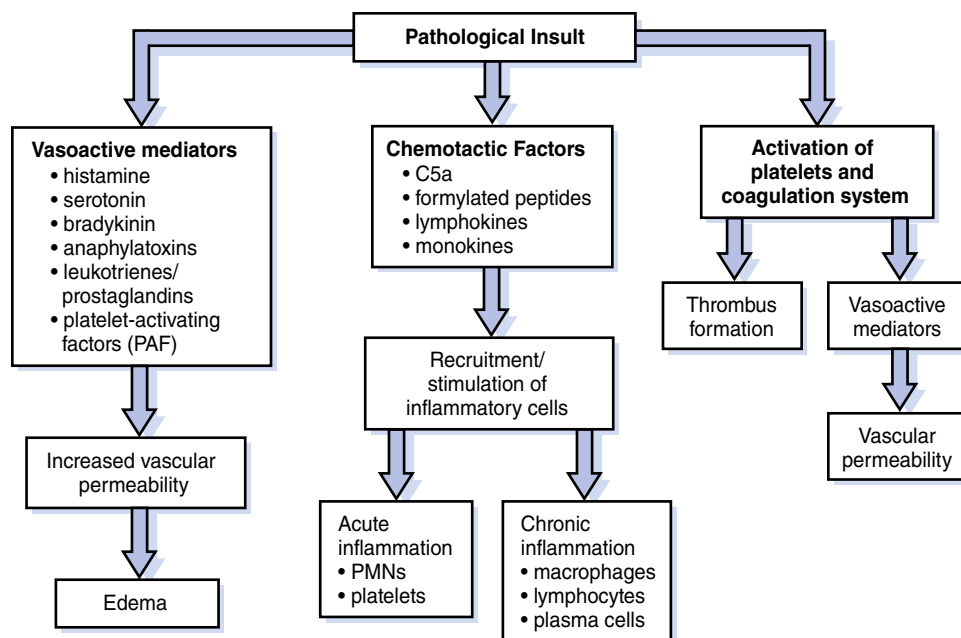 Pathological Insult
Vasoactive mediators
• histamine
• serotonin
• bradykinin
• anaphylatoxins
• leukotrienes/
prostaglandins
• platelet-activating
factors (PAF)
Increased vascular
permeability
Edema
Chemotactic Factors
• C5a
• formylated peptides
• lymphokines
• monokines
Recruitment/
stimulation of
inflammatory cells
Acute
inflammation
• PMNs
• platelets
Chronic
inflammation
• macrophages
• lymphocytes
• plasma cells
Activation of
platelets and
coagulation system
Thrombus
formation
Vasoactive
mediators
Vascular
permeability